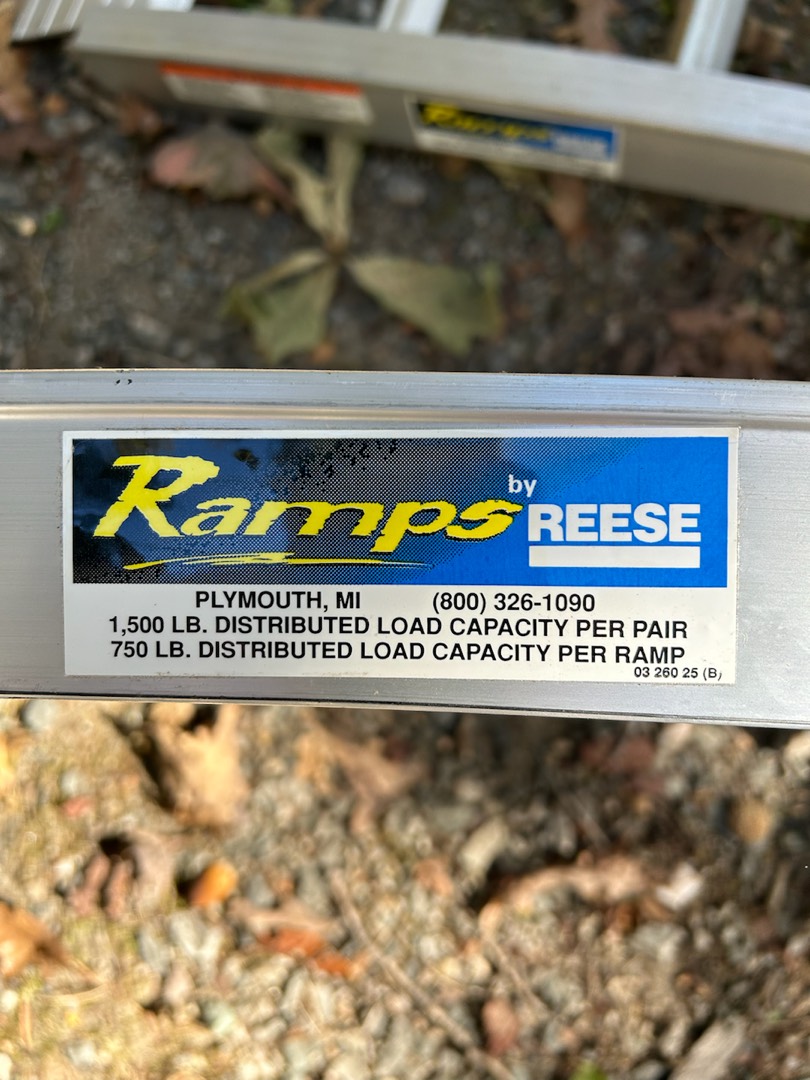 Ramps
Ramps by REESE
PLYMOUTH, MI (800) 326-1090
1,500 LB. DISTRIBUTED LOAD CAPACITY PER PAIR
750 LB. DISTRIBUTED LOAD CAPACITY PER RAMP
03 260 25 (B)